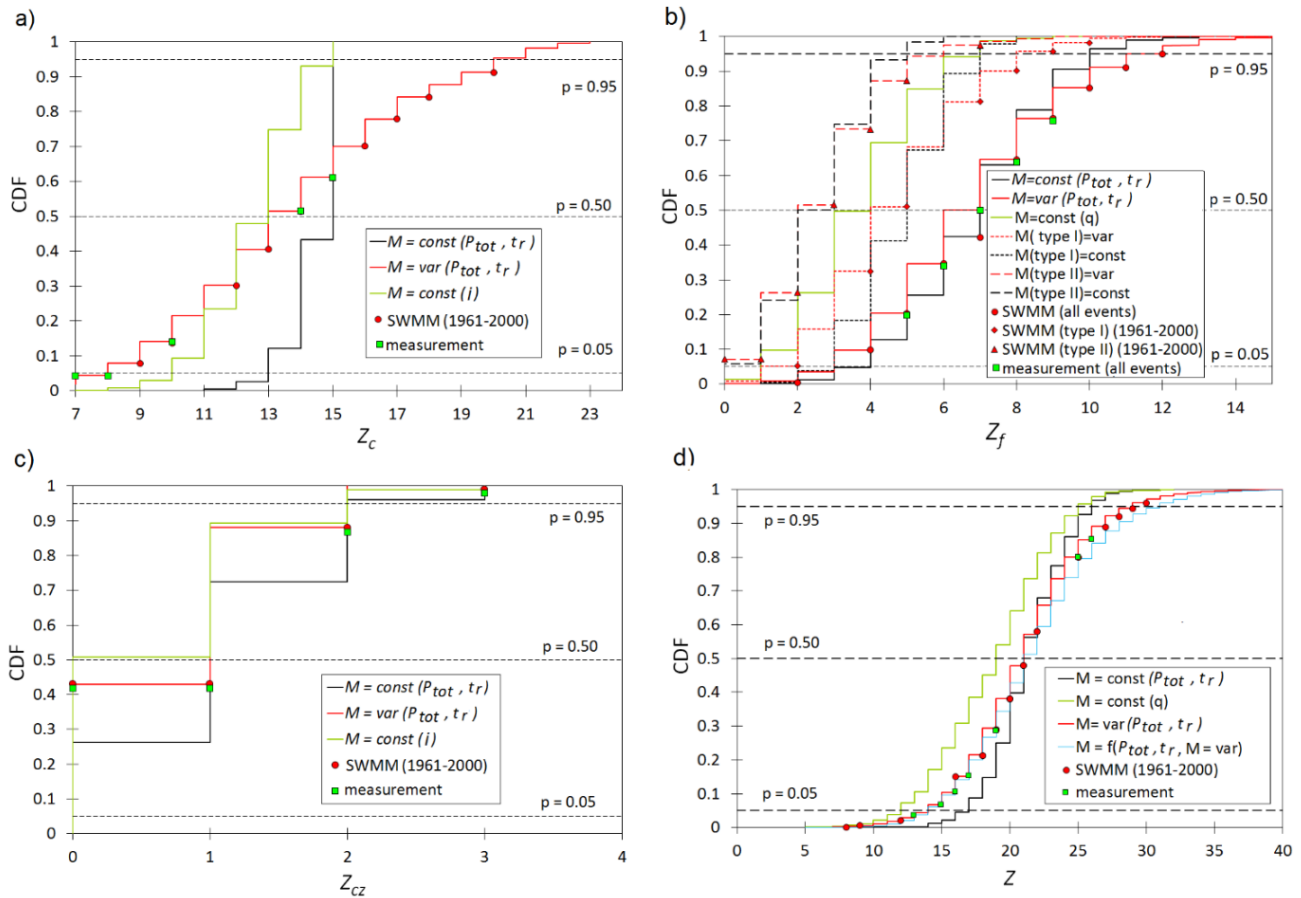 a)
1
0.9
0.8
0.7
0.6
0.5
0.4
0.3
0.2
0.1
0
CDF
p = 0.95
p = 0.50
p = 0.05
M = const (Ptot , tr )
M = var (Ptot , tr )
M = const (i)
SWMM (1961-2000)
measurement
7 9 11 13 15 17 19 21 23
Zc
b)
1
0.9
0.8
0.7
0.6
0.5
0.4
0.3
0.2
0.1
0
CDF
p = 0.95
p = 0.50
p = 0.05
M=const (Ptot , tr )
M=var (Ptot, tr )
M=const (q)
M( type I)=var
M(type I)=const
M(type II)=var
M(type II)=const
SWMM (all events)
SWMM (type I) (1961-2000)
SWMM (type II) (1961-2000)
measurement (all events)
0 2 4 6 8 10 12 14
Zf
c)
1
0.9
0.8
0.7
0.6
0.5
0.4
0.3
0.2
0.1
0
CDF
p = 0.95
p = 0.50
p = 0.05
M = const (Ptot , tr )
M = var (Ptot , tr )
M = const (i)
SWMM (1961-2000)
measurement
0 1 2 3 4
Zcz
d)
1
0.9
0.8
0.7
0.6
0.5
0.4
0.3
0.2
0.1
0
CDF
p = 0.95
p = 0.50
p = 0.05
M = const (Ptot , tr )
M = const (q)
M= var (Ptot , tr )
M = f(Ptot , tr , M = var)
SWMM (1961-2000)
measurement
0 5 10 15 20 25 30 35 40
Z